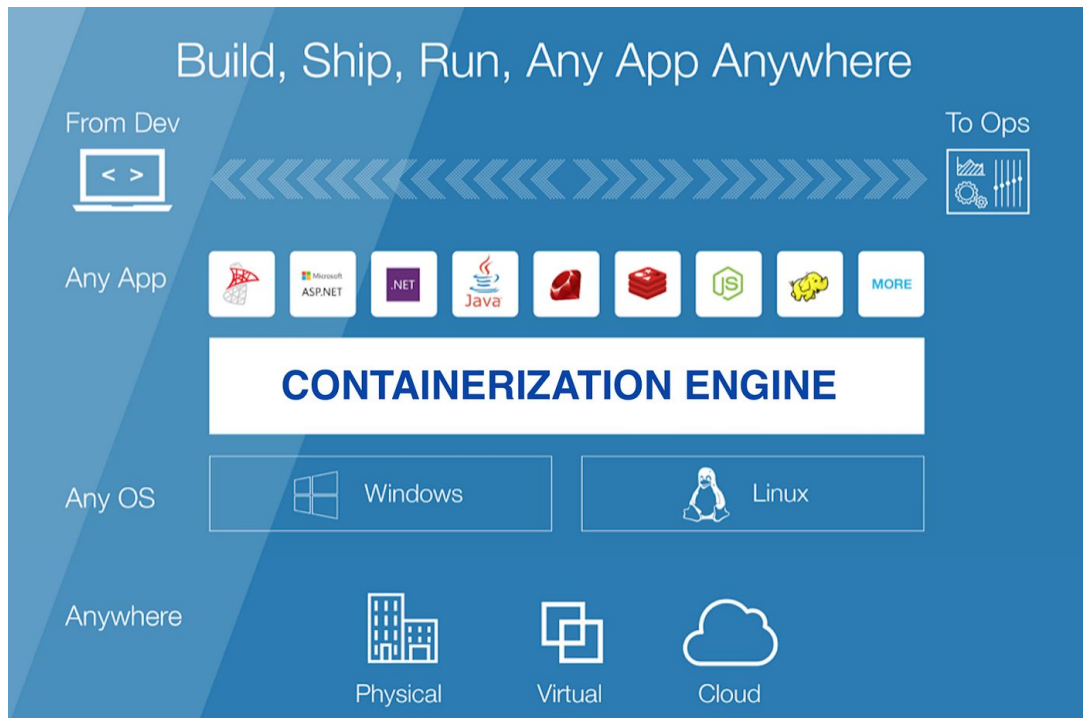 Build, Ship, Run, Any App Anywhere
From Dev
To Ops
< >
Any App
Microsoft
ASP.NET
.NET
Java
JS
MORE
CONTAINERIZATION ENGINE
Any OS
Windows
Linux
Anywhere
Physical
Virtual
Cloud